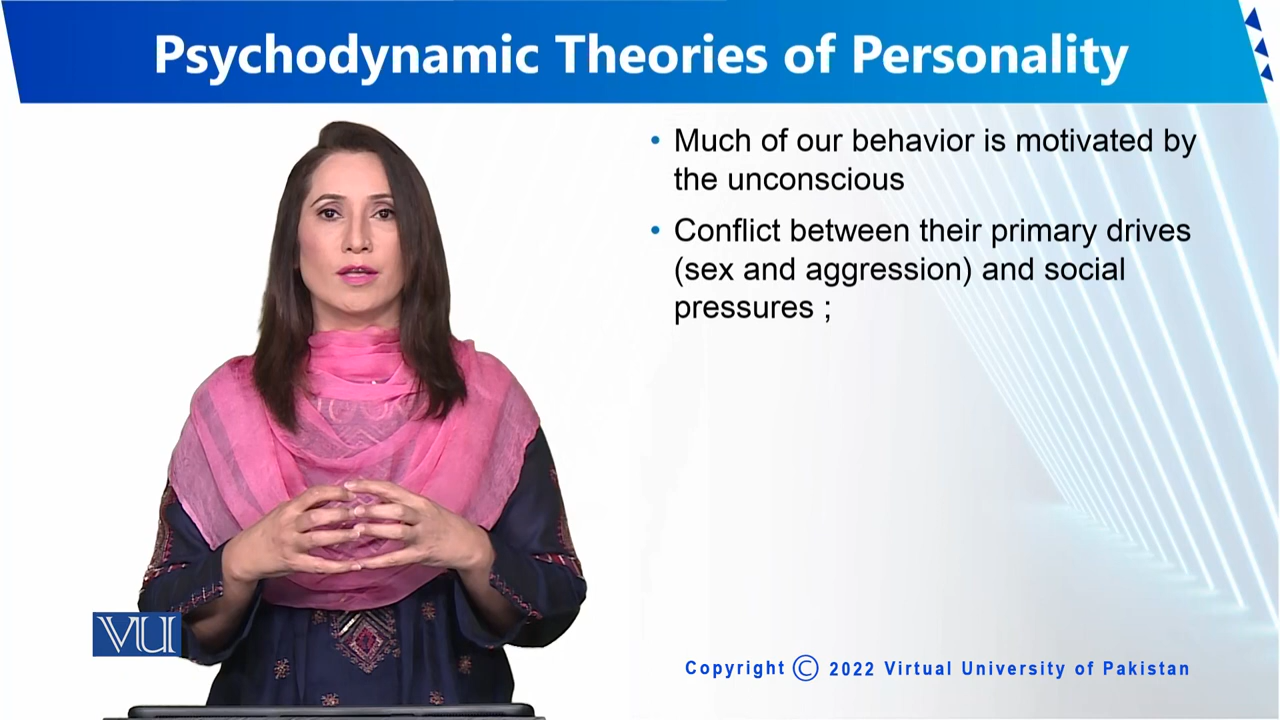 Psychodynamic Theories of Personality
• Much of our behavior is motivated by
the unconscious
• Conflict between their primary drives
(sex and aggression) and social
pressures ;
VU
Copyright © 2022 Virtual University of Pakistan